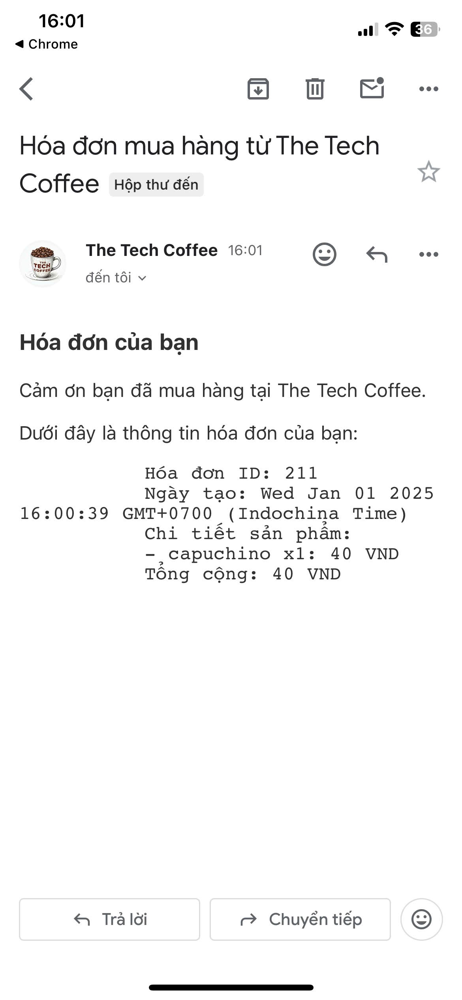 16:01
◀ Chrome
36
Hóa đơn mua hàng từ The Tech
Coffee Hộp thư đến
The Tech Coffee 16:01
THE
TECH
COFFEE
đến tôi
Hóa đơn của bạn
Cảm ơn bạn đã mua hàng tại The Tech Coffee.
Dưới đây là thông tin hóa đơn của bạn:
Hóa đơn ID: 211
Ngày tạo: Wed Jan 01 2025
16:00:39 GMT+0700 (Indochina Time)
Chi tiết sản phẩm:
- capuchino x1: 40 VND
Tổng cộng: 40 VND
Trả lời
Chuyển tiếp